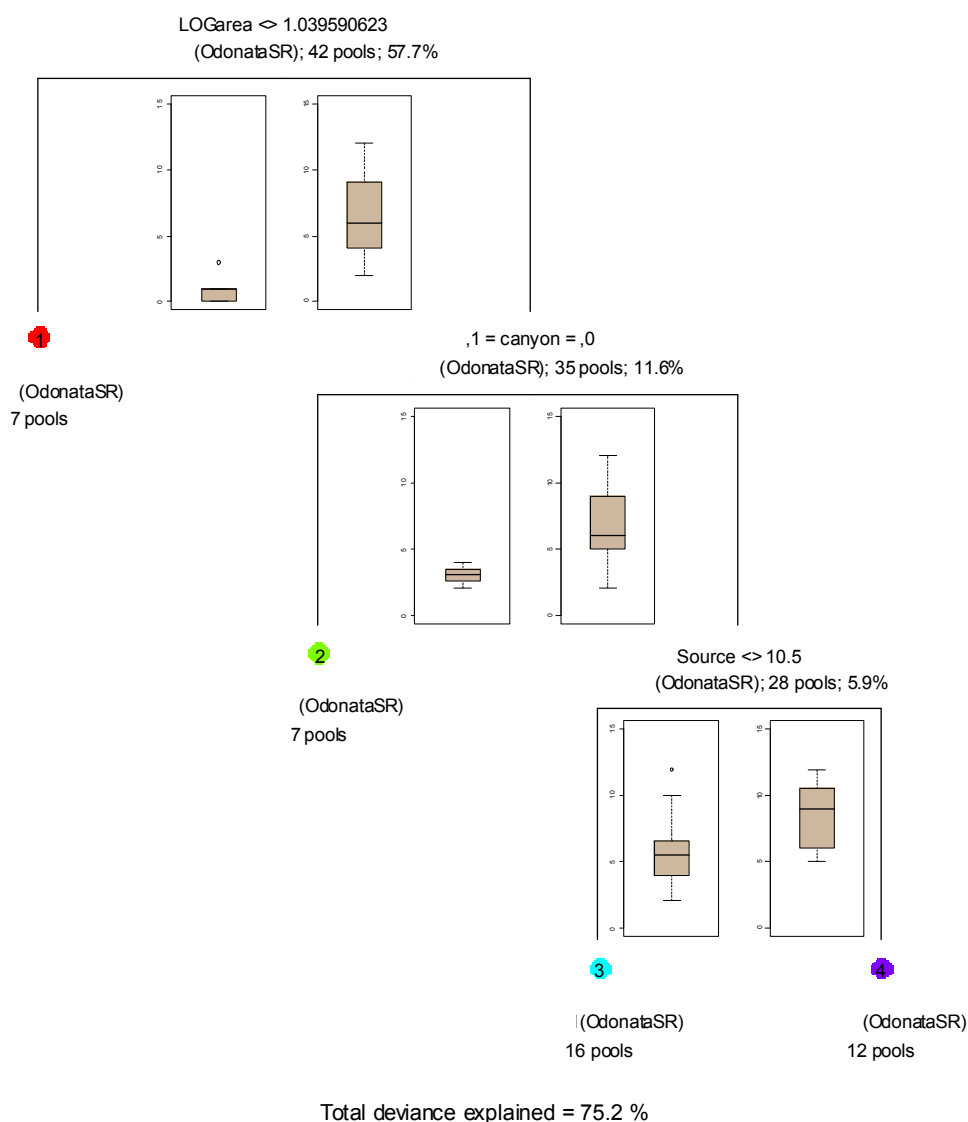 LOGarea <> 1.039590623
(OdonataSR); 42 pools; 57.7%
0 5 10 15
0 5 10 15
1
(OdonataSR)
7 pools
,1 = canyon = ,0
(OdonataSR); 35 pools; 11.6%
0 5 10 15
0 5 10 15
2
(OdonataSR)
7 pools
Source <> 10.5
(OdonataSR); 28 pools; 5.9%
0 5 10 15
0 5 10 15
3
4
(OdonataSR)
16 pools
(OdonataSR)
12 pools
Total deviance explained = 75.2 %